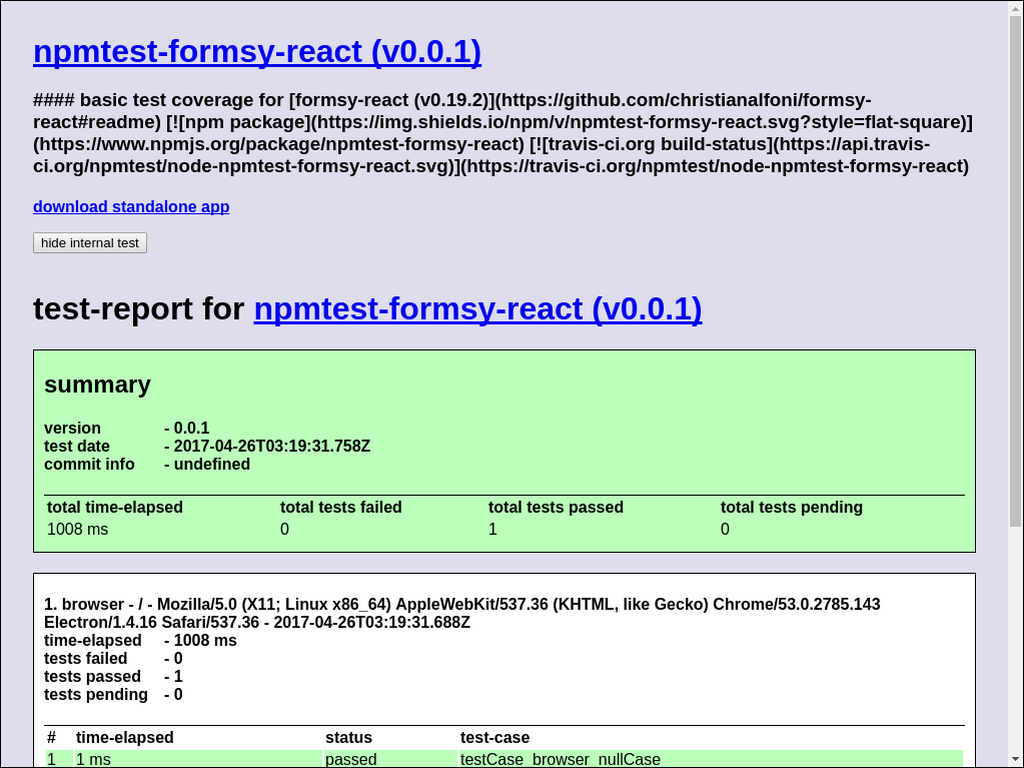 npmtest-formsy-react (v0.0.1)
#### basic test coverage for [formsy-react (v0.19.2)](https://github.com/christianalfoni/formsy-
react#readme) [![npm package](https://img.shields.io/npm/v/npmtest-formsy-react.svg?style=flat-square)]
(https://www.npmjs.org/package/npmtest-formsy-react) [![travis-ci.org build-status](https://api.travis-
ci.org/npmtest/node-npmtest-formsy-react.svg)](https://travis-ci.org/npmtest/node-npmtest-formsy-react)
download standalone app
hide internal test
test-report for npmtest-formsy-react (v0.0.1)
summary
version - 0.0.1
test date - 2017-04-26T03:19:31.758Z
commit info - undefined
total time-elapsed total tests failed total tests passed total tests pending
1008 ms 0 1 0
1. browser - / - Mozilla/5.0 (X11; Linux x86_64) AppleWebKit/537.36 (KHTML, like Gecko) Chrome/53.0.2785.143
Electron/1.4.16 Safari/537.36 - 2017-04-26T03:19:31.688Z
time-elapsed - 1008 ms
tests failed - 0
tests passed - 1
tests pending - 0
# time-elapsed status test-case
1 1 ms passed testCase_browser_nullCase